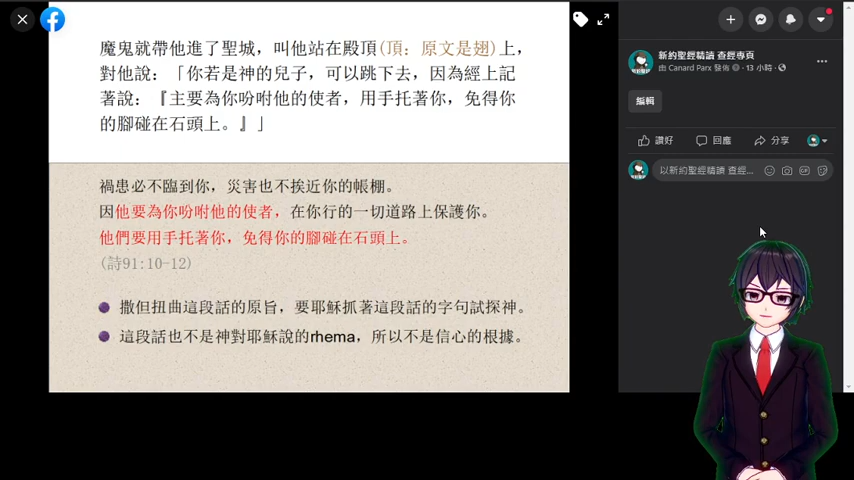 魔鬼就帶他進了聖城，叫他站在殿頂(頂：原文是翅)上，
對他說：「你若是神的兒子，可以跳下去，因為經上記
著說：『主要為你吩咐他的使者，用手托著你，免得你
的腳碰在石頭上。』」
禍患必不臨到你，災害也不挨近你的帳棚。
因他要為你吩咐他的使者，在你行的一切道路上保護你。
他們要用手托著你，免得你的腳碰在石頭上。
(詩91:10-12)
撒但扭曲這段話的原旨，要耶穌抓著這段話的字句試探神。
這段話也不是神對耶穌說的rhema，所以不是信心的根據。
新約聖經精讀 查經專頁
由 Canard Parx 發佈 · 13 小時 ·
編輯
讚好 回應 分享
以新約聖經精讀 查經...
GIF